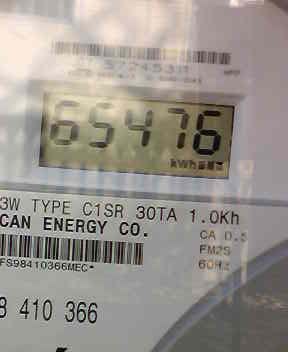 65476
kWh
3W TYPE C1SR 30TA 1.0Kh
CAN ENERGY CO.
CA 0.5
FM2S
60Hz
FS98410366MEC*
8 410 366